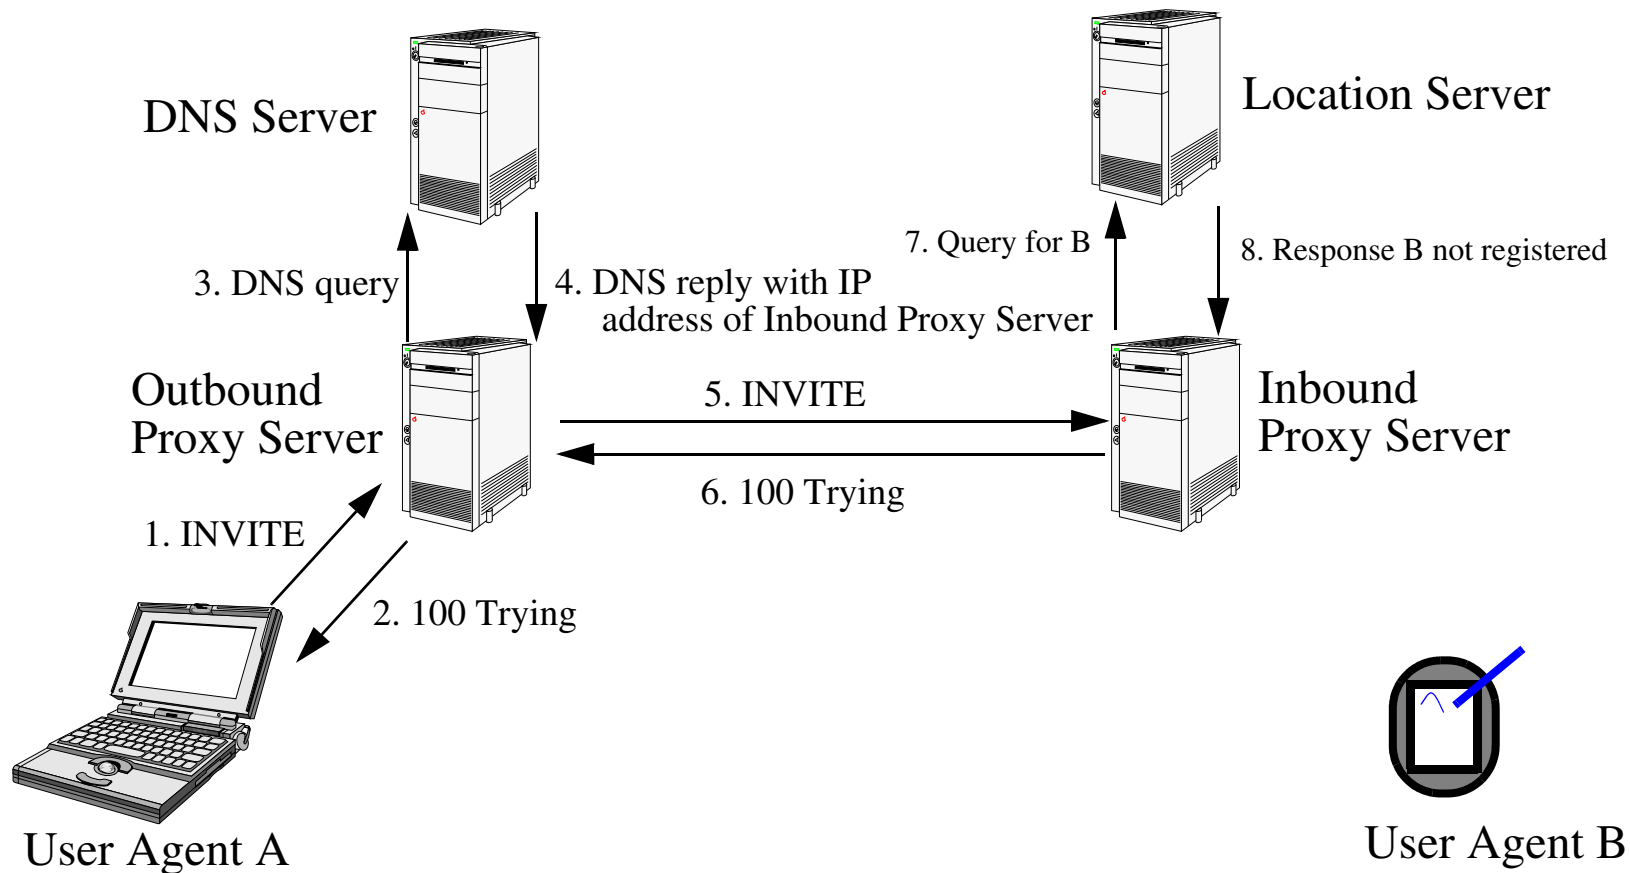 DNS Server
Location Server
7. Query for B
8. Response B not registered
3. DNS query
4. DNS reply with IP
address of Inbound Proxy Server
Outbound
Proxy Server
5. INVITE
Inbound
Proxy Server
6. 100 Trying
1. INVITE
2. 100 Trying
User Agent A
User Agent B